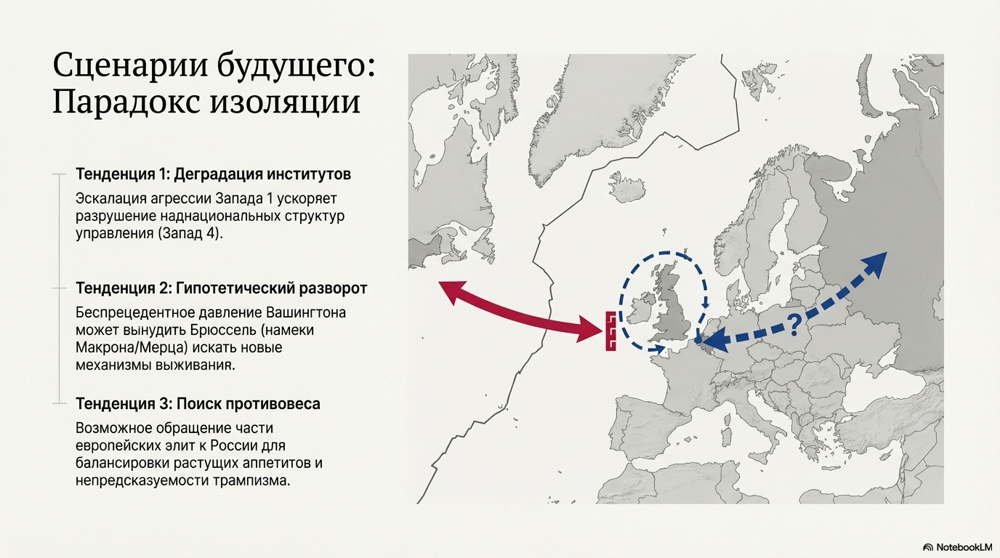 Сценарии будущего:
Парадокс изоляции
Тенденция 1: Деградация институтов
Эскалация агрессии Запада 1 ускоряет
разрушение наднациональных структур
управления (Запад 4).
Тенденция 2: Гипотетический разворот
Беспрецедентное давление Вашингтона
может вынудить Брюссель (намеки
Макрона/Мерца) искать новые
механизмы выживания.
Тенденция 3: Поиск противовеса
Возможное обращение части
европейских элит к России для
балансировки растущих аппетитов и
непредсказуемости трампизма.
?
NotebookLM